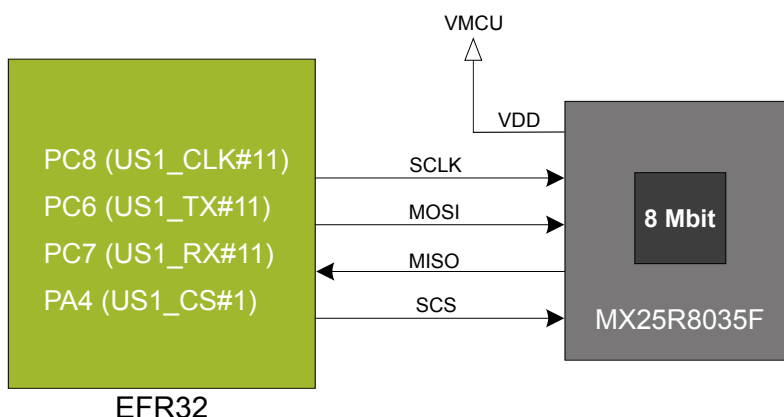 VMCU
VDD
PC8 (US1_CLK#11)
SCLK
PC6 (US1_TX#11)
MOSI
8 Mbit
PC7 (US1_RX#11)
MISO
PA4 (US1_CS#1)
SCS
MX25R8035F
EFR32